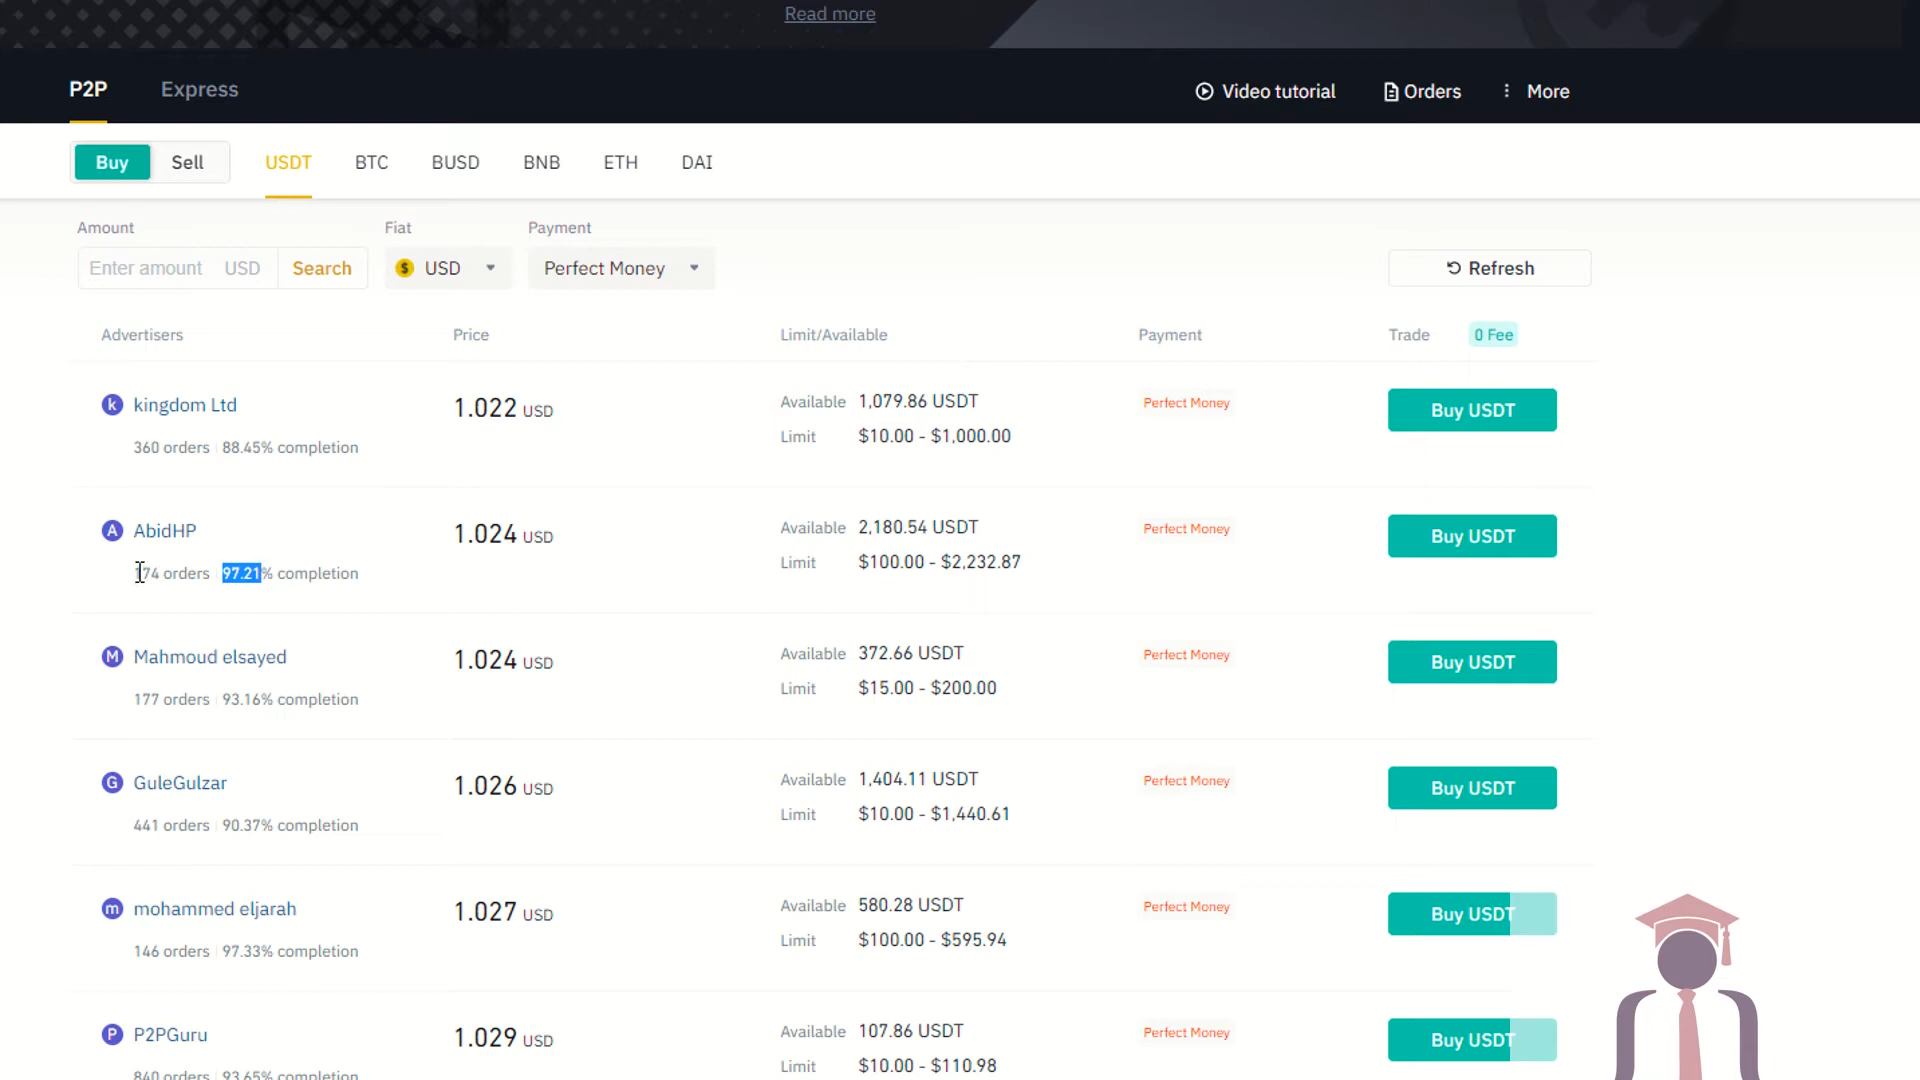 Read more
P2P Express Video tutorial Orders More
Buy Sell USDT BTC BUSD BNB ETH DAI
Amount Fiat Payment
Enter amount USD Search $ USD Perfect Money Refresh
Advertisers Price Limit/Available Payment Trade 0 Fee
k kingdom Ltd 1.022 USD Available 1,079.86 USDT Perfect Money Buy USDT
360 orders 88.45% completion Limit $10.00 - $1,000.00
A AbidHP 1.024 USD Available 2,180.54 USDT Perfect Money Buy USDT
174 orders 97.21% completion Limit $100.00 - $2,232.87
M Mahmoud elsayed 1.024 USD Available 372.66 USDT Perfect Money Buy USDT
177 orders 93.16% completion Limit $15.00 - $200.00
G GuleGulzar 1.026 USD Available 1,404.11 USDT Perfect Money Buy USDT
441 orders 90.37% completion Limit $10.00 - $1,440.61
m mohammed eljarah 1.027 USD Available 580.28 USDT Perfect Money Buy USDT
146 orders 97.33% completion Limit $100.00 - $595.94
P P2PGuru 1.029 USD Available 107.86 USDT Perfect Money Buy USDT
840 orders 93.65% completion Limit $10.00 - $110.98